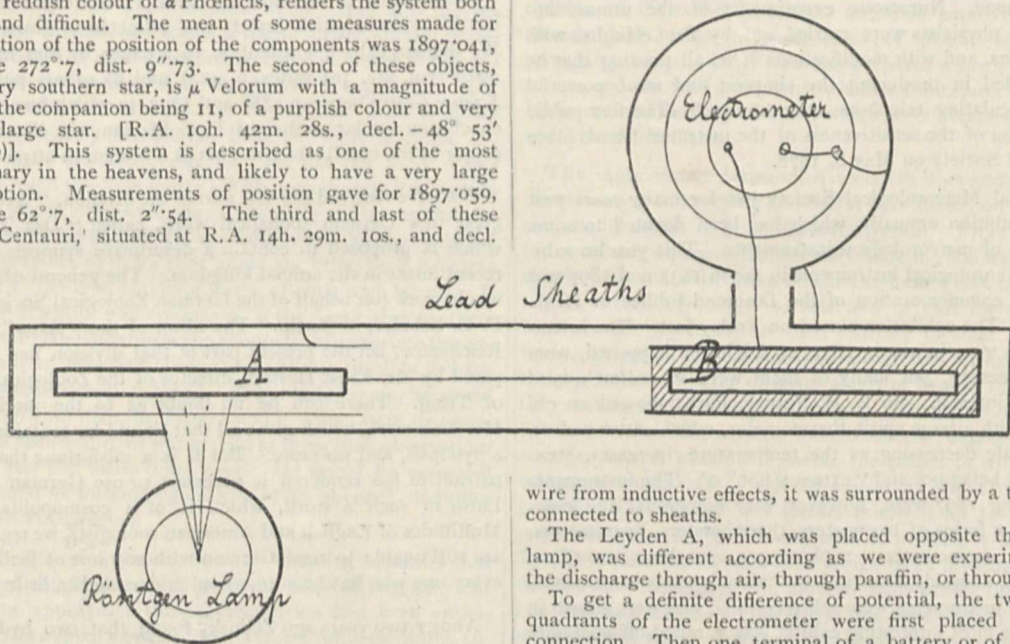 reddish colour of α Phœnicis, renders the system both
and difficult. The mean of some measures made for
tion of the position of the components was 1897·041,
272°·7, dist. 9″·73. The second of these objects,
ry southern star, is μ Velorum with a magnitude of
the companion being 11, of a purplish colour and very
large star. [R.A. 10h. 42m. 28s., decl. – 48° 53′
)]. This system is described as one of the most
nary in the heavens, and likely to have a very large
otion. Measurements of position gave for 1897·059,
e 62°·7, dist. 2″·54. The third and last of these
Centauri, situated in R.A. 14h. 29m. 10s., and decl.
Electrometer
Lead Sheaths
A
B
Röntgen Lamp
wire from inductive effects, it was surrounded by a t
connected to sheaths.
The Leyden A, which was placed opposite th
lamp, was different according as we were experin
the discharge through air, through paraffin, or throu
To get a definite difference of potential, the tw
quadrants of the electrometer were first placed
connection. Then one terminal of a battery or of